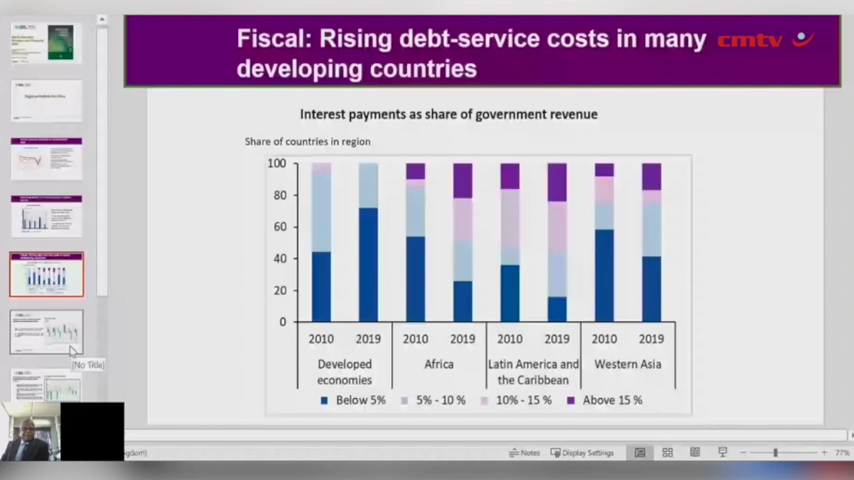 Fiscal: Rising debt-service costs in many
developing countries
cmtv
Interest payments as share of government revenue
Share of countries in region
100
80
60
40
20
0
2010 2019 2010 2019 2010 2019 2010 2019
Developed economies Africa Latin America and the Caribbean Western Asia
Below 5% 5% - 10 % 10% - 15 % Above 15 %
[No Title]
Notes Display Settings 77%